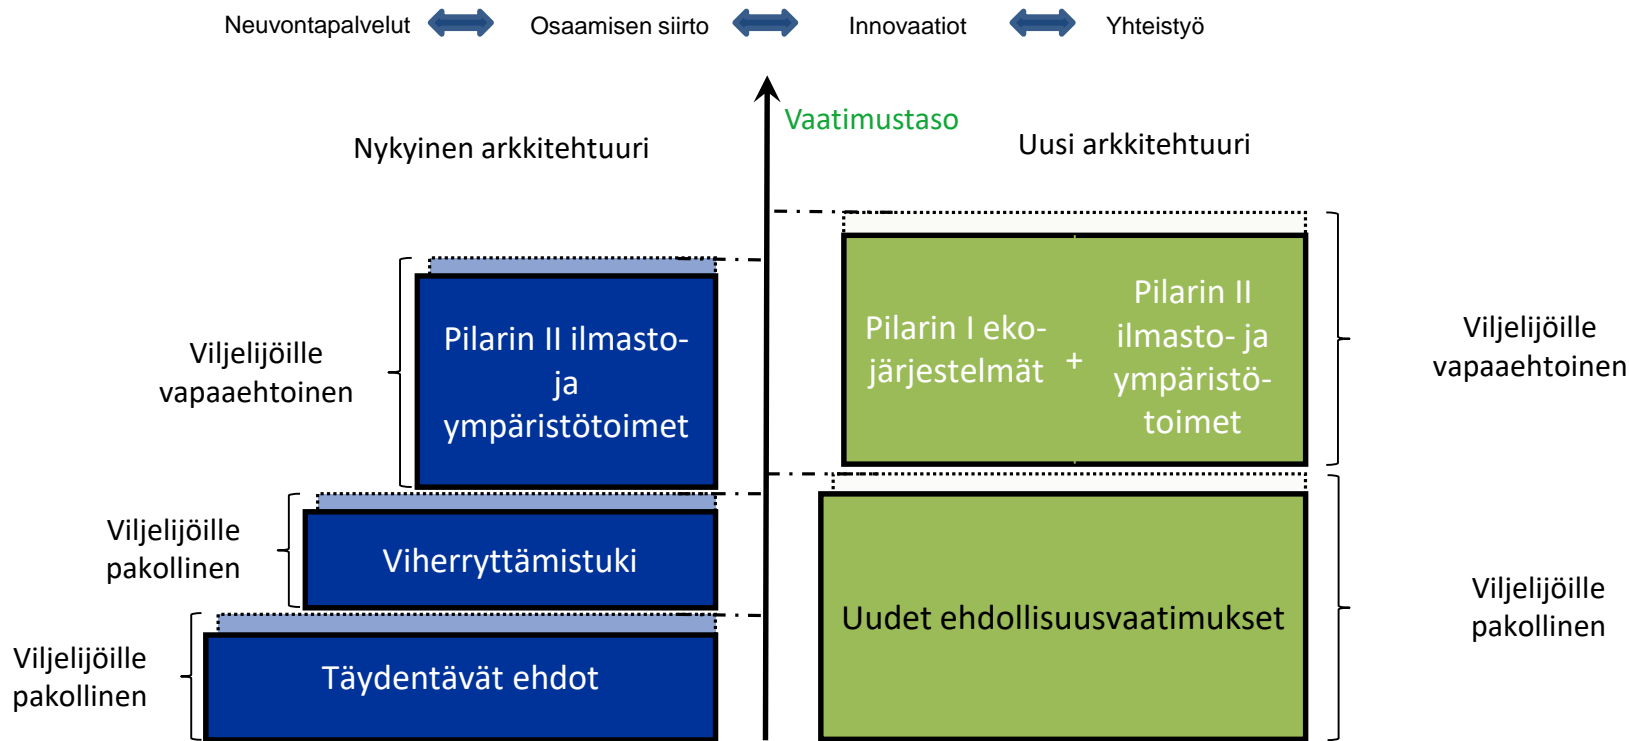 Neuvontapalvelut Osaamisen siirto Innovaatiot Yhteistyö
Vaatimustaso
Nykyinen arkkitehtuuri
Uusi arkkitehtuuri
Viljelijöille
vapaaehtoinen
Pilarin II ilmasto-
ja
ympäristötoimet
Viljelijöille
pakollinen
Viherryttämistuki
Viljelijöille
pakollinen
Täydentävät ehdot
Pilarin I eko-
järjestelmät
+
Pilarin II
ilmasto- ja
ympäristö-
toimet
Viljelijöille
vapaaehtoinen
Uudet ehdollisuusvaatimukset
Viljelijöille
pakollinen